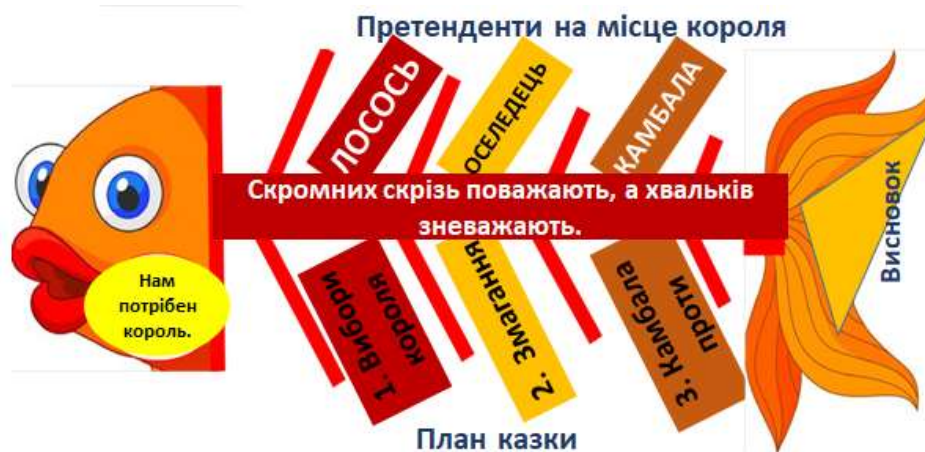 Претенденти на місце короля
ЛОСОСЬ
ОСЕЛЕДЕЦЬ
КАМБАЛА
Скромних скрізь поважають, а хвальків
зневажають.
Нам
потрібен
король.
1. Вибори
короля
2. Змагання
3. Камбала
проти
Висновок
План казки